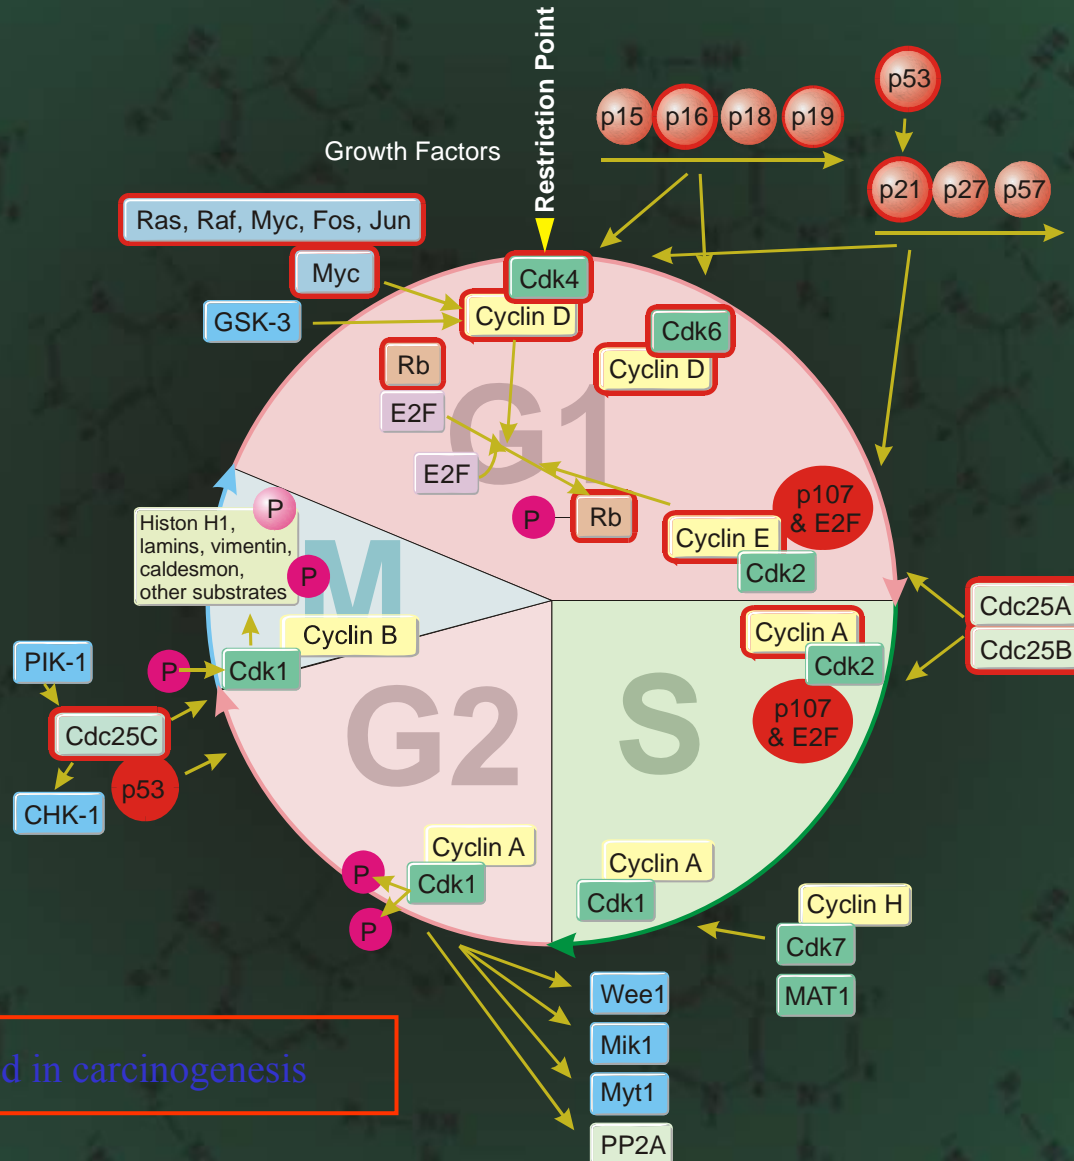 Restriction Point
Growth Factors
p15
p16
p18
p19
p53
p21
p27
p57
Ras, Raf, Myc, Fos, Jun
Myc
GSK-3
Cdk4
Cyclin D
Cdk6
Cyclin D
Rb
E2F
G1
E2F
P
Rb
p107
& E2F
Cyclin E
Cdk2
P
Histon H1,
lamins, vimentin,
caldesmon,
other substrates
P
M
Cyclin B
Cdk1
P
PIK-1
Cdc25C
p53
CHK-1
Cdc25A
Cdc25B
Cyclin A
Cdk2
p107
& E2F
G2
S
Cyclin A
Cdk1
P
P
Cyclin A
Cdk1
Cyclin H
Cdk7
MAT1
Wee1
Mik1
Myt1
PP2A
d in carcinogenesis